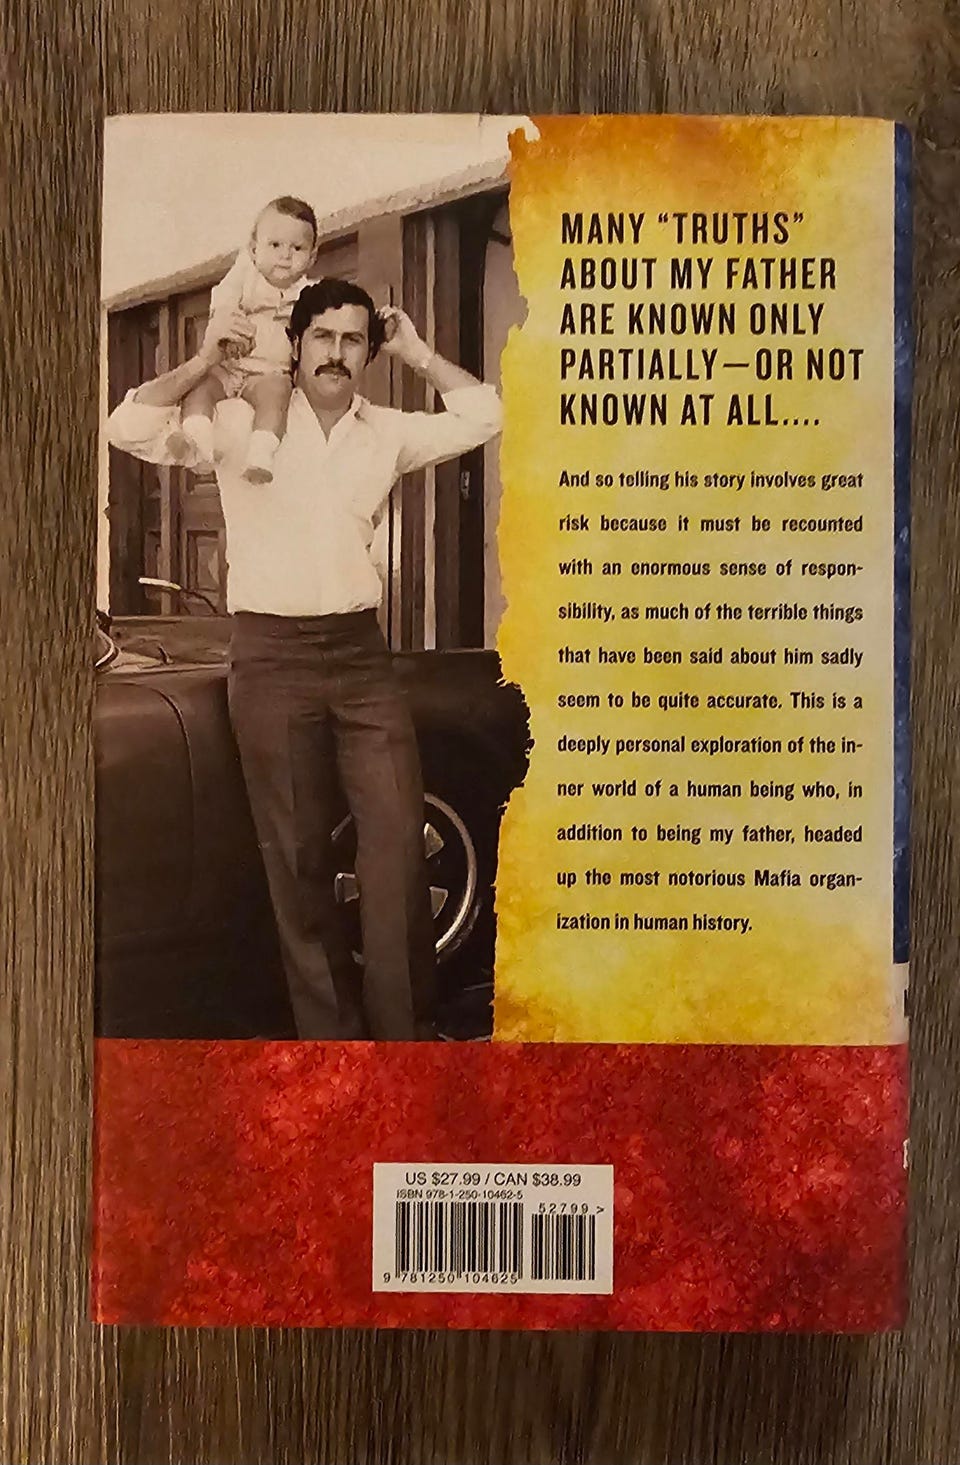 MANY “TRUTHS”
ABOUT MY FATHER
ARE KNOWN ONLY
PARTIALLY—OR NOT
KNOWN AT ALL....
And so telling his story involves great
risk because it must be recounted
with an enormous sense of respon-
sibility, as much of the terrible things
that have been said about him sadly
seem to be quite accurate. This is a
deeply personal exploration of the in-
ner world of a human being who, in
addition to being my father, headed
up the most notorious Mafia organ-
ization in human history.
US $27.99 / CAN $38.99
ISBN 978-1-250-10462-5
52799 >
9 781250 104625